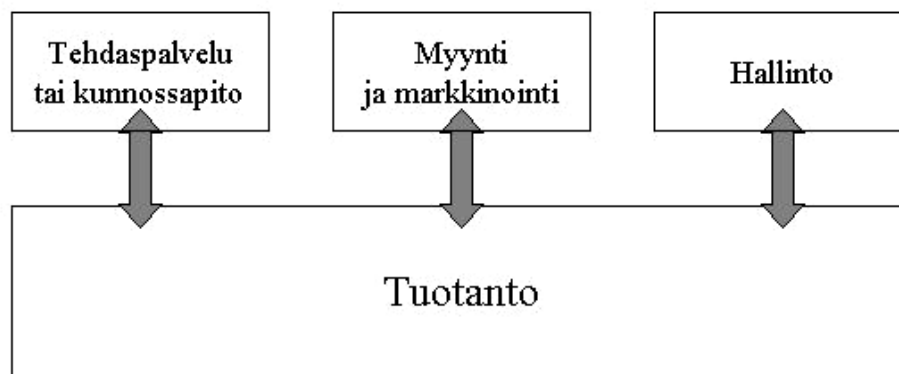 Tehdaspalvelu
tai kunnossapito
Myynti
ja markkinointi
Hallinto
Tuotanto